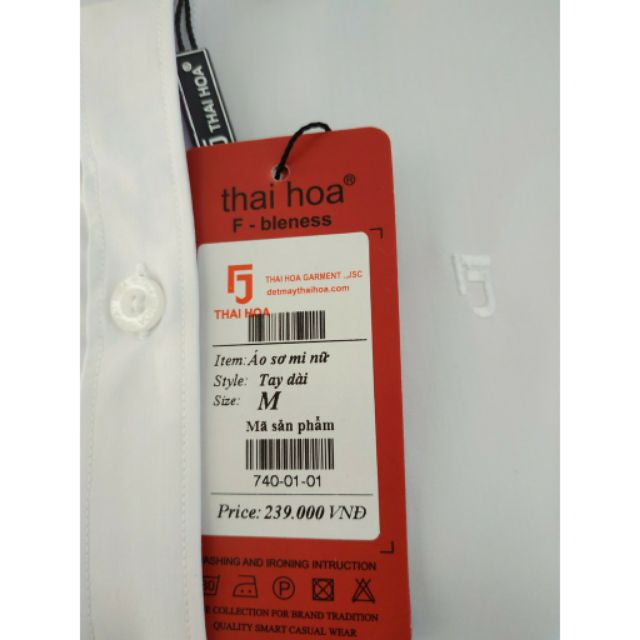 THAI HOA®
thai hoa®
F - bleness
THAI HOA GARMENT .,JSC
detmaythaihoa.com
THAI HOA
Item: Áo sơ mi nữ
Style: Tay dài
Size: M
Mã sản phẩm
740-01-01
Price: 239.000 VNĐ
ASHING AND IRONING INTRUCTION
P
COLLECTION FOR BRAND TRADITION
QUALITY SMART CASUAL WEAR